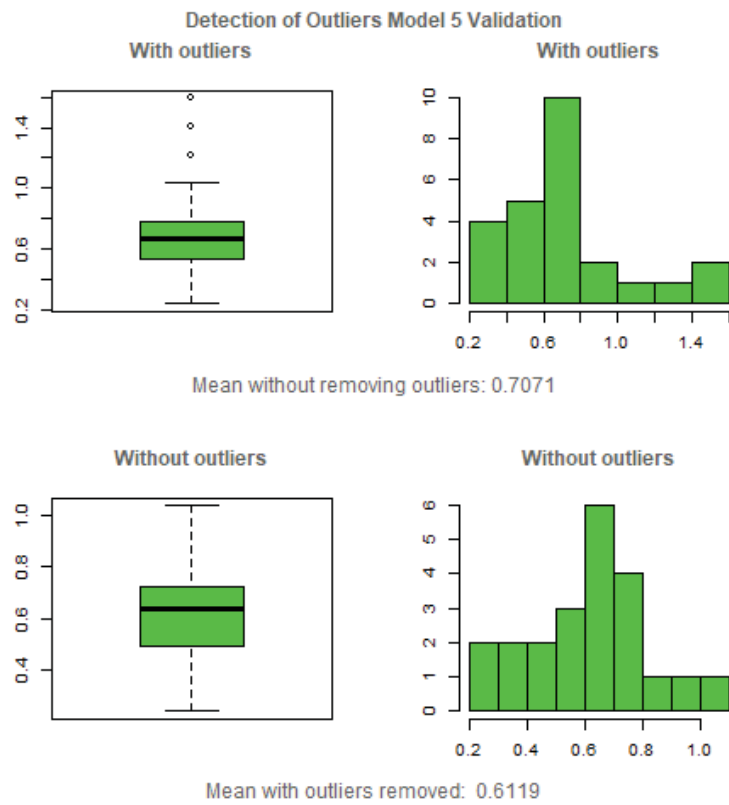 Detection of Outliers Model 5 Validation
With outliers
With outliers
0.2 0.6 1.0 1.4
0 2 4 6 8 10
0.2 0.6 1.0 1.4
Mean without removing outliers: 0.7071
Without outliers
Without outliers
0.4 0.6 0.8 1.0
0 1 2 3 4 5 6
0.2 0.4 0.6 0.8 1.0
Mean with outliers removed: 0.6119